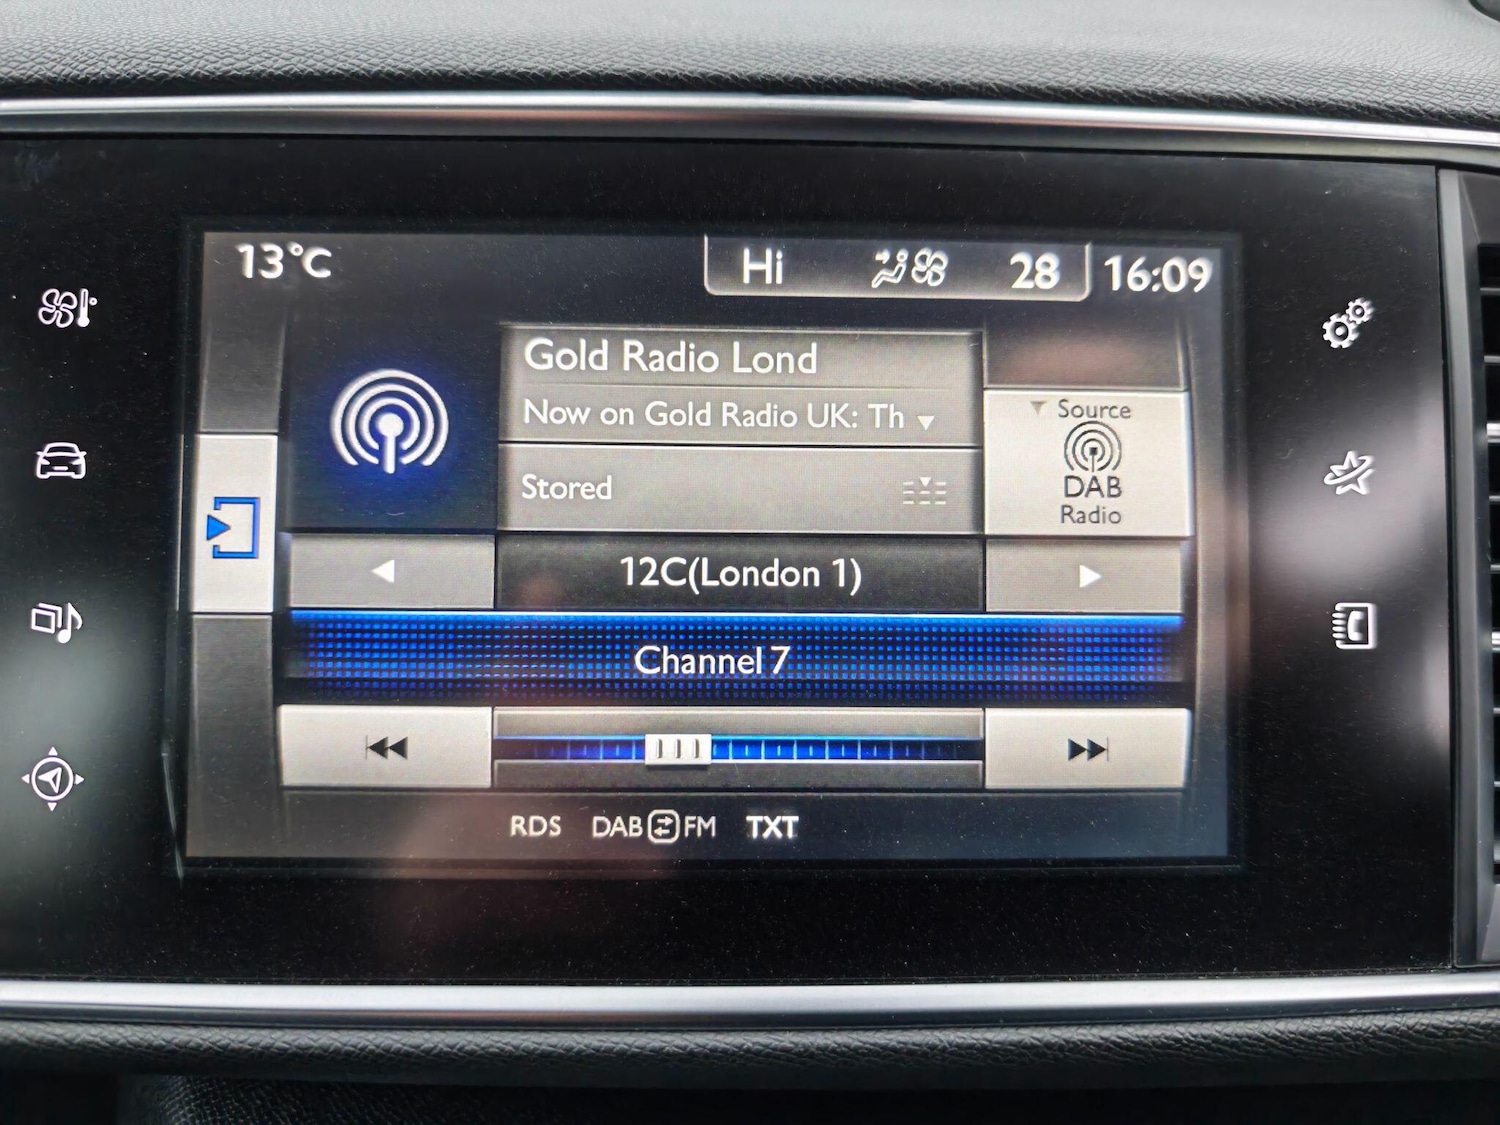 13°C
Hi 28 16:09
Gold Radio Lond
Now on Gold Radio UK: Th
Source
DAB
Radio
Stored
12C(London 1)
Channel 7
RDS DAB FM TXT